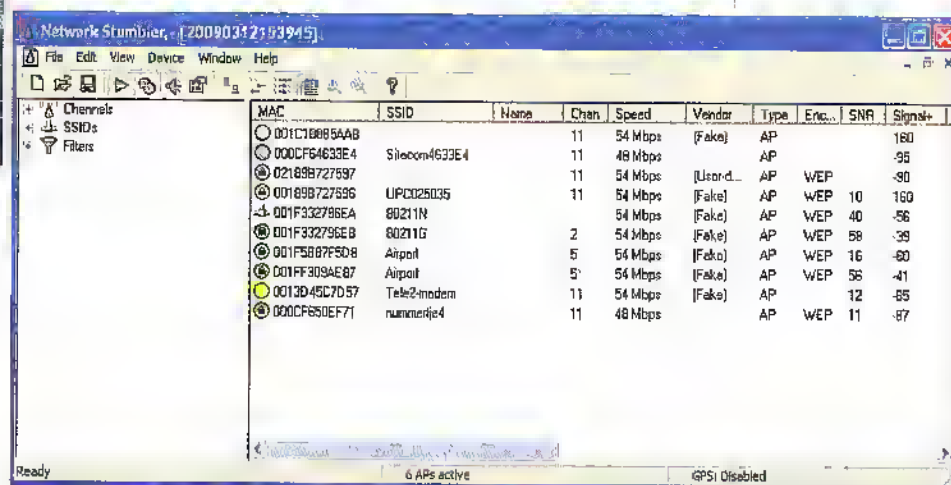 Network Stumbler - [20090312193945]
File Edit View Device Window Help
Channels
SSIDs
Filters
MAC SSID Name Chan Speed Vendor Type Enc... SNR Signal+
11 54 Mbps (Fake) AP 160
000CF64633E4 Sitecom4633E4 11 48 Mbps AP -95
021898727597 11 54 Mbps AP WEP -90
001898727596 UPC025035 11 54 Mbps (Fake) AP WEP 10 160
001F332796EA 80211N 54 Mbps (Fake) AP WEP 40 -56
001F332796EB 80211G 2 54 Mbps (Fake) AP WEP 58 -39
Airport 5 54 Mbps (Fake) AP WEP 16 -60
001FF309AE87 Airport 5 54 Mbps (Fake) AP WEP 56 -41
0013D45C7D57 Tele2-modem 11 54 Mbps (Fake) AP 12 -85
000CF650EF71 nummertje4 11 48 Mbps AP WEP 11 -87
Ready 6 APs active GPS: Disabled